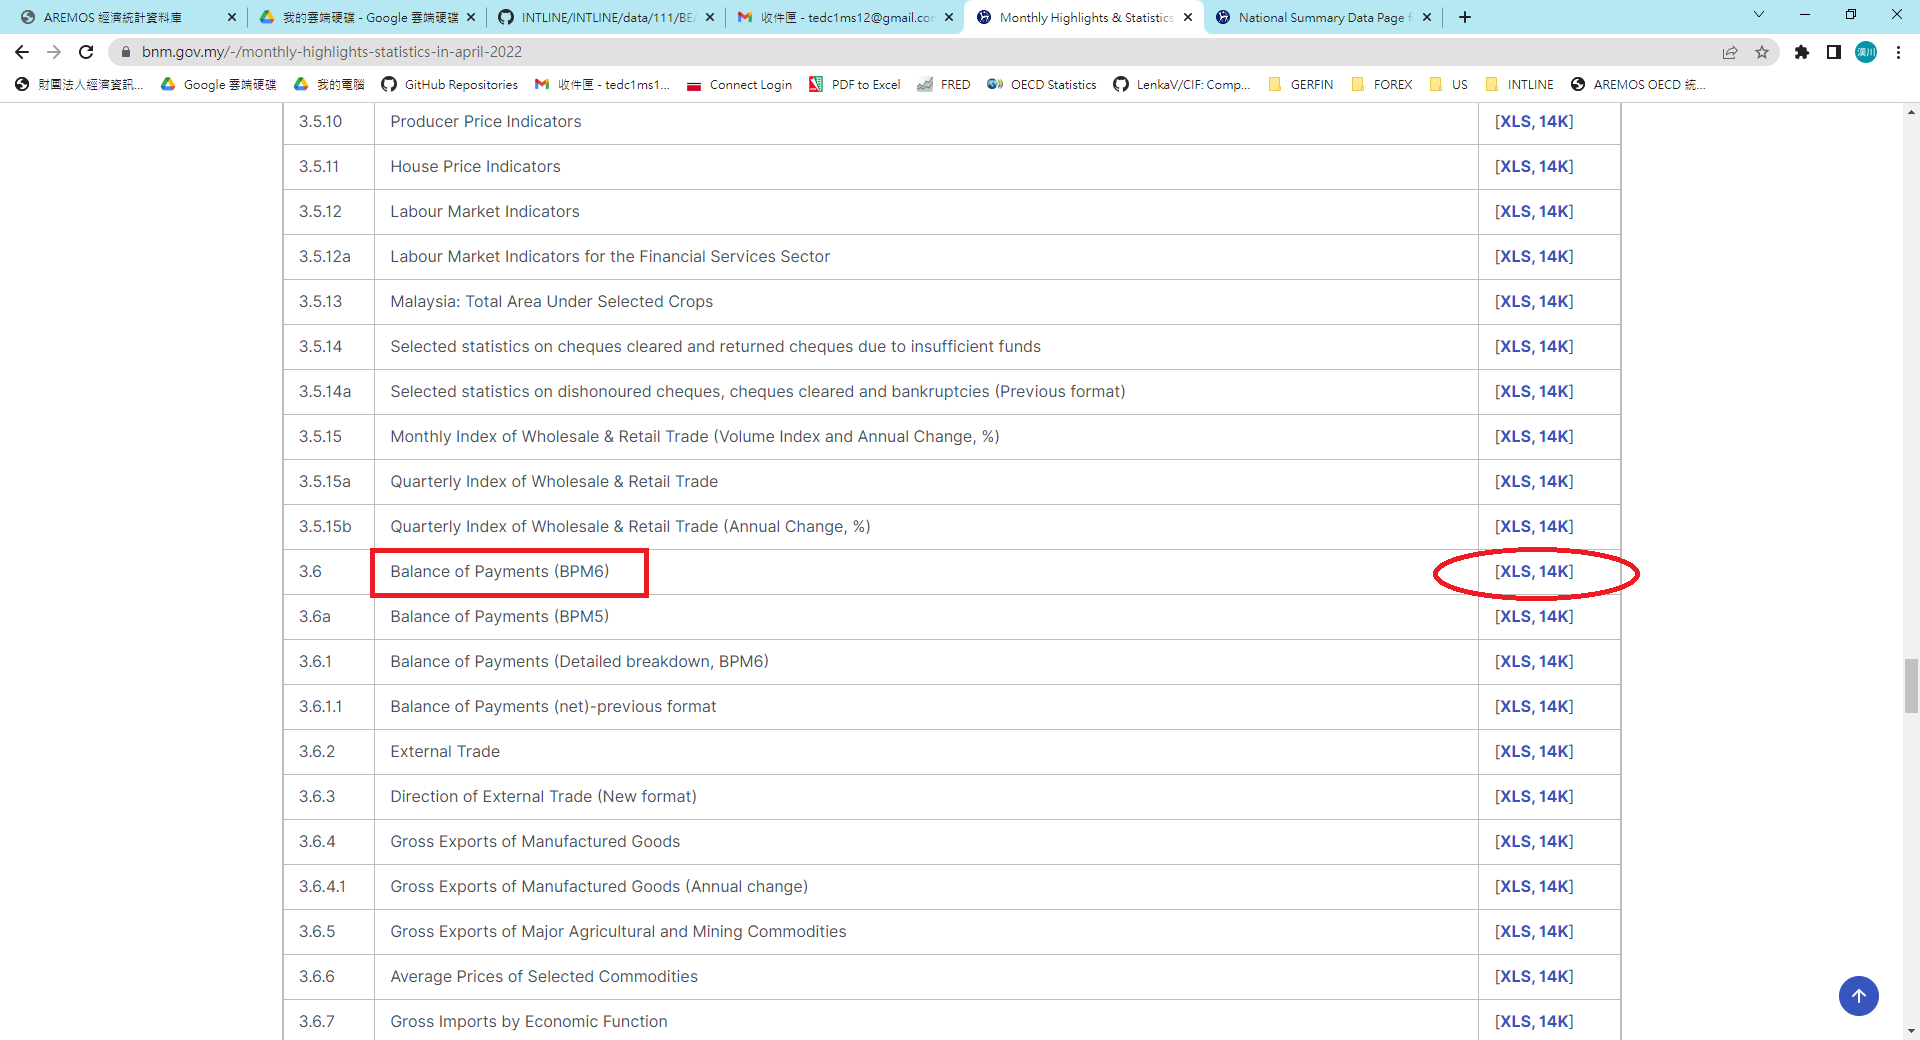 AREMOS 經濟統計資料庫
我的雲端硬碟 - Google 雲端硬碟
INTLINE/INTLINE/data/111/BEA
收件匣 - tedc1ms12@gmail.con
Monthly Highlights & Statistics
National Summary Data Page f
bnm.gov.my/-/monthly-highlights-statistics-in-april-2022
漢川
財團法人經濟資訊...
Google 雲端硬碟
我的電腦
GitHub Repositories
收件匣 - tedc1ms1...
Connect Login
PDF to Excel
FRED
OECD Statistics
LenkaV/CIF: Comp...
GERFIN
FOREX
US
INTLINE
AREMOS OECD 統...
3.5.10 Producer Price Indicators [XLS, 14K]
3.5.11 House Price Indicators [XLS, 14K]
3.5.12 Labour Market Indicators [XLS, 14K]
3.5.12a Labour Market Indicators for the Financial Services Sector [XLS, 14K]
3.5.13 Malaysia: Total Area Under Selected Crops [XLS, 14K]
3.5.14 Selected statistics on cheques cleared and returned cheques due to insufficient funds [XLS, 14K]
3.5.14a Selected statistics on dishonoured cheques, cheques cleared and bankruptcies (Previous format) [XLS, 14K]
3.5.15 Monthly Index of Wholesale & Retail Trade (Volume Index and Annual Change, %) [XLS, 14K]
3.5.15a Quarterly Index of Wholesale & Retail Trade [XLS, 14K]
3.5.15b Quarterly Index of Wholesale & Retail Trade (Annual Change, %) [XLS, 14K]
3.6 Balance of Payments (BPM6) [XLS, 14K]
3.6a Balance of Payments (BPM5) [XLS, 14K]
3.6.1 Balance of Payments (Detailed breakdown, BPM6) [XLS, 14K]
3.6.1.1 Balance of Payments (net)-previous format [XLS, 14K]
3.6.2 External Trade [XLS, 14K]
3.6.3 Direction of External Trade (New format) [XLS, 14K]
3.6.4 Gross Exports of Manufactured Goods [XLS, 14K]
3.6.4.1 Gross Exports of Manufactured Goods (Annual change) [XLS, 14K]
3.6.5 Gross Exports of Major Agricultural and Mining Commodities [XLS, 14K]
3.6.6 Average Prices of Selected Commodities [XLS, 14K]
3.6.7 Gross Imports by Economic Function [XLS, 14K]